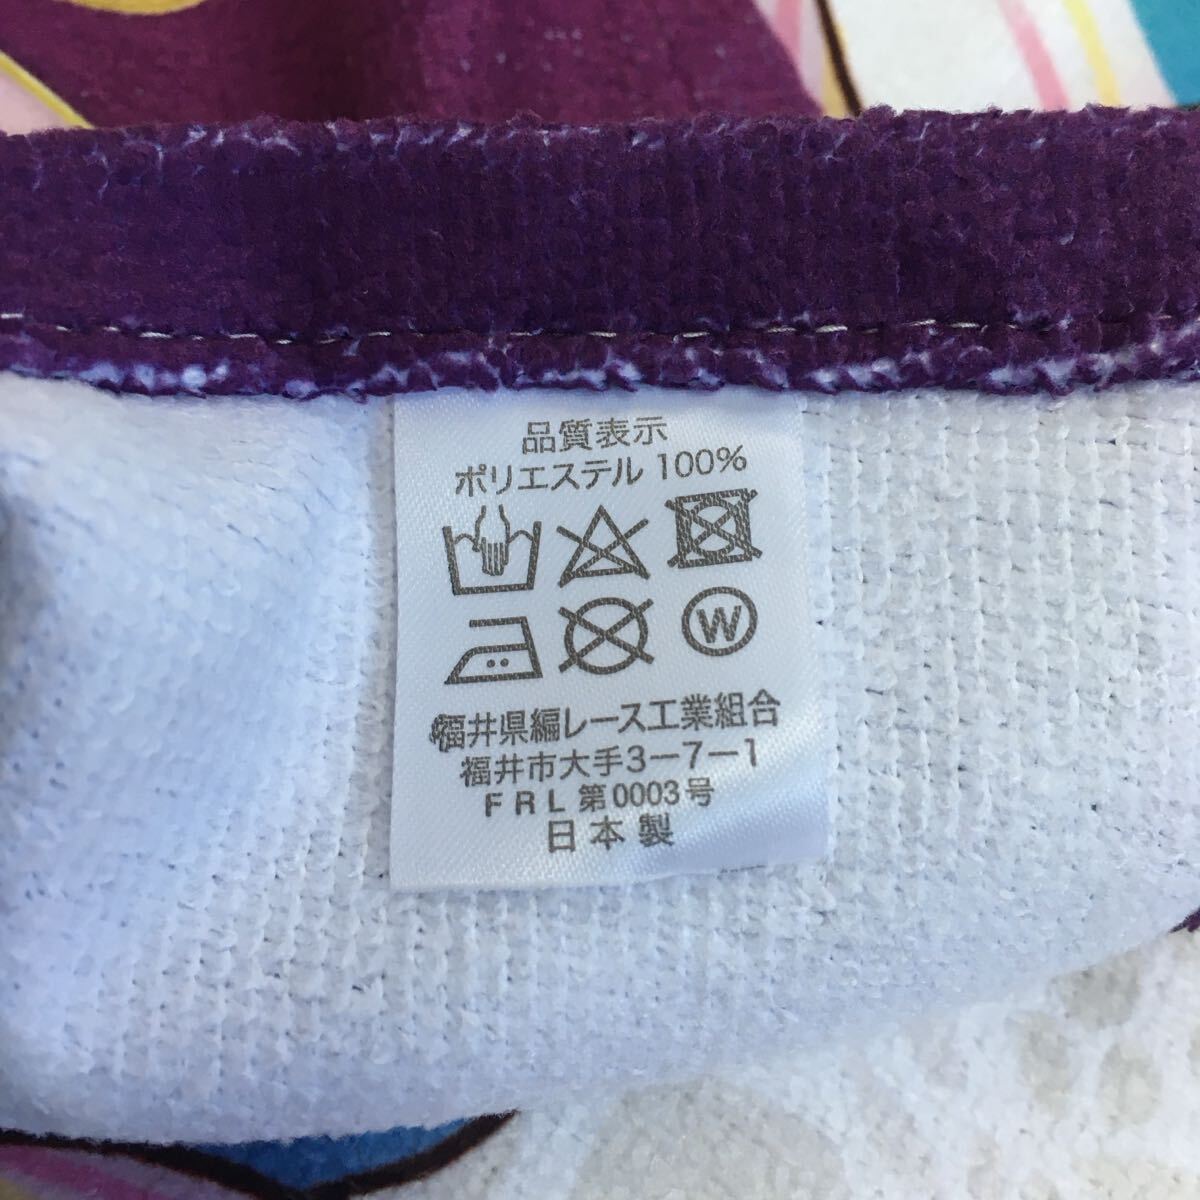 品質表示
ポリエステル 100%
W
福井県編レース工業組合
福井市大手3-7-1
FRL 第0003号
日本製